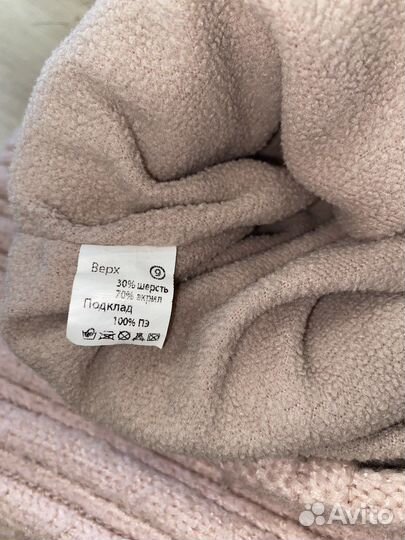 Верх 9
30% шерсть
70% акрил
Подклад
100% ПЭ
Avito